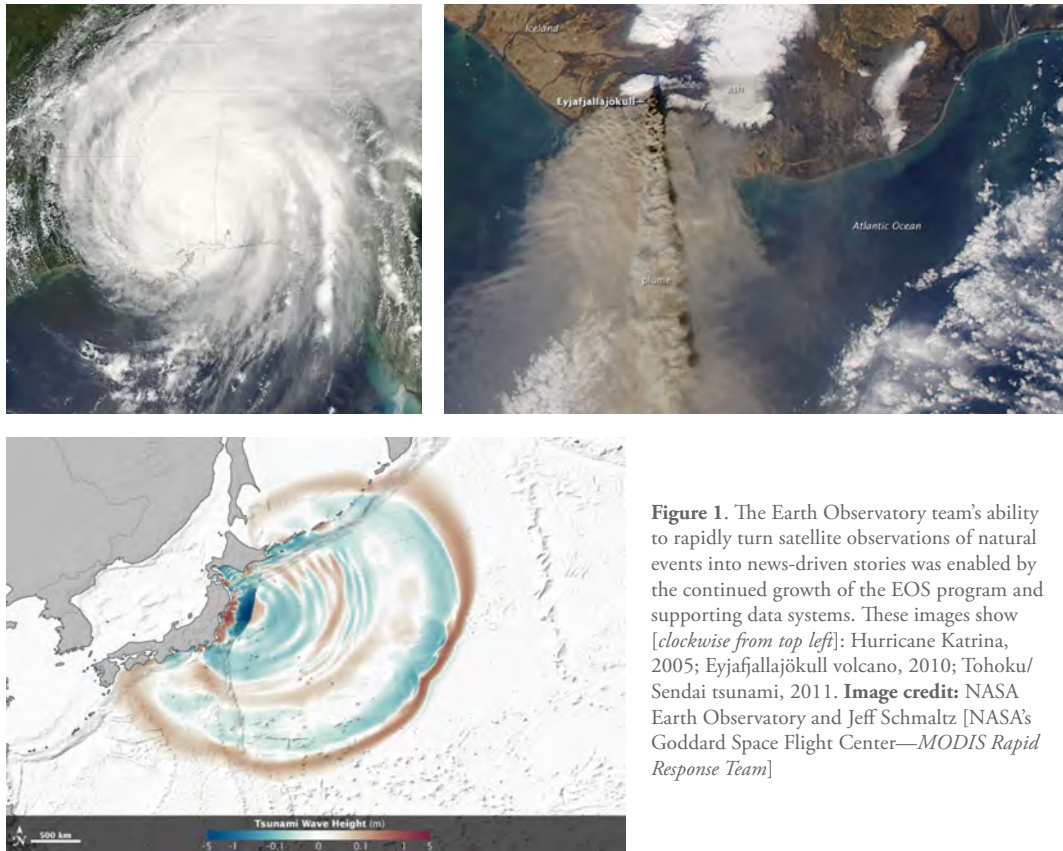 Iceland
Eyjafjallajökull
ash
Atlantic Ocean
plume
Figure 1. The Earth Observatory team’s ability
to rapidly turn satellite observations of natural
events into news-driven stories was enabled by
the continued growth of the EOS program and
supporting data systems. These images show
[clockwise from top left]: Hurricane Katrina,
2005; Eyjafjallajökull volcano, 2010; Tohoku/
Sendai tsunami, 2011. Image credit: NASA
Earth Observatory and Jeff Schmaltz [NASA’s
Goddard Space Flight Center—MODIS Rapid
Response Team]
Tsunami Wave Height (m)
N 500 km -5 -1 -0.1 0 0.1 1 5